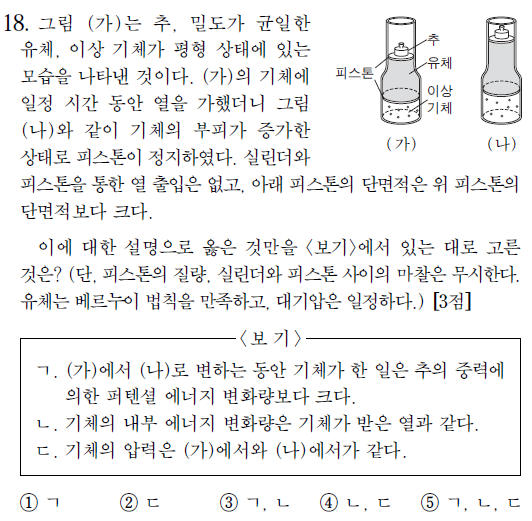 18. 그림 (가)는 추, 밀도가 균일한
유체, 이상 기체가 평형 상태에 있는
모습을 나타낸 것이다. (가)의 기체에
일정 시간 동안 열을 가했더니 그림
(나)와 같이 기체의 부피가 증가한
상태로 피스톤이 정지하였다. 실린더와
피스톤을 통한 열 출입은 없고, 아래 피스톤의 단면적은 위 피스톤의
단면적보다 크다.
추
유체
피스톤
이상
기체
(가)
(나)
이에 대한 설명으로 옳은 것만을 <보기>에서 있는 대로 고른
것은? (단, 피스톤의 질량, 실린더와 피스톤 사이의 마찰은 무시한다.
유체는 베르누이 법칙을 만족하고, 대기압은 일정하다.) [3점]
<보 기>
ㄱ. (가)에서 (나)로 변하는 동안 기체가 한 일은 추의 중력에
의한 퍼텐셜 에너지 변화량보다 크다.
ㄴ. 기체의 내부 에너지 변화량은 기체가 받은 열과 같다.
ㄷ. 기체의 압력은 (가)에서와 (나)에서가 같다.
① ㄱ ② ㄷ ③ ㄱ, ㄴ ④ ㄴ, ㄷ ⑤ ㄱ, ㄴ, ㄷ